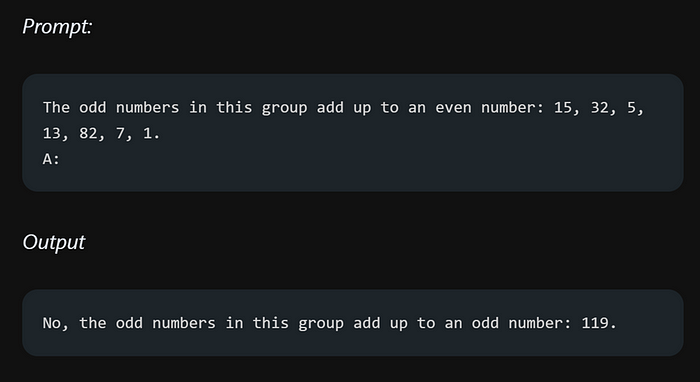 Prompt:
The odd numbers in this group add up to an even number: 15, 32, 5,
13, 82, 7, 1.
A:
Output
No, the odd numbers in this group add up to an odd number: 119.